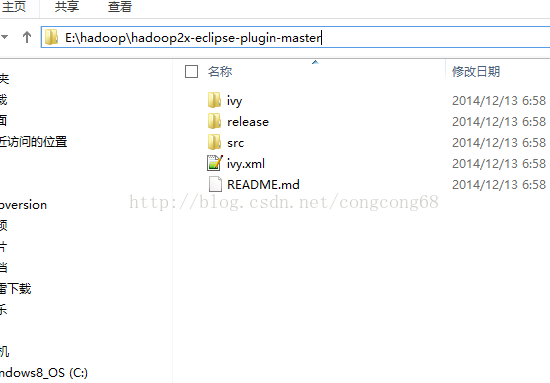 主页 共享 查看
E:\hadoop\hadoop2x-eclipse-plugin-master
名称 修改日期
ivy 2014/12/13 6:58
release 2014/12/13 6:58
src 2014/12/13 6:58
ivy.xml 2014/12/13 6:58
README.md 2014/12/13 6:58
http://blog.csdn.net/congcong68
夹
载
面
近访问的位置
oversion
频
片
档
雷下载
乐
机
ndows8_OS (C:)